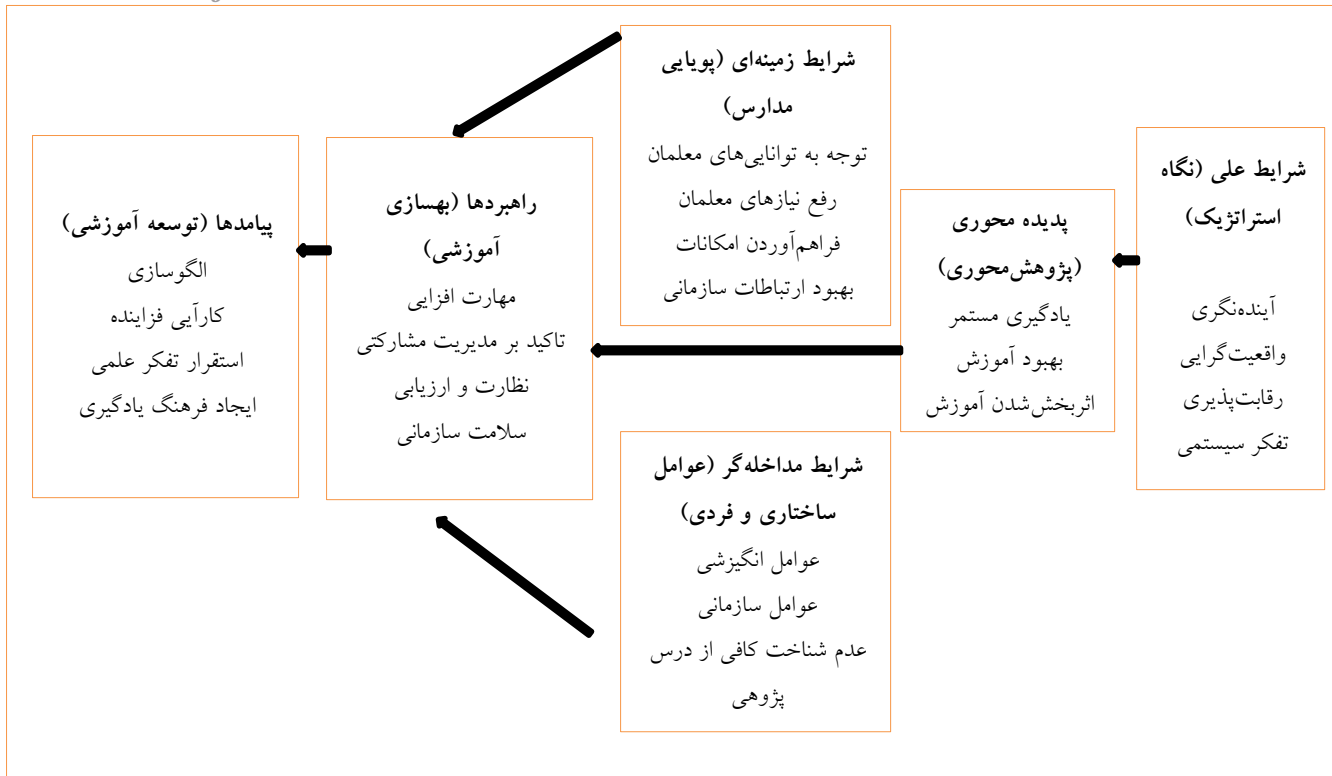 شرایط علی (نگاه
استراتژیک)
آینده‌نگری
واقعیت‌گرایی
رقابت‌پذیری
تفکر سیستمی
پدیده محوری
(پژوهش‌محوری)
یادگیری مستمر
بهبود آموزش
اثربخش‌شدن آموزش
شرایط زمینه‌ای (پویایی
مدارس)
توجه به توانایی‌های معلمان
رفع نیازهای معلمان
فراهم‌آوردن امکانات
بهبود ارتباطات سازمانی
شرایط مداخله‌گر (عوامل
ساختاری و فردی)
عوامل انگیزشی
عوامل سازمانی
عدم شناخت کافی از درس
پژوهی
راهبردها (بهسازی
آموزشی)
مهارت افزایی
تاکید بر مدیریت مشارکتی
نظارت و ارزیابی
سلامت سازمانی
پیامدها (توسعه آموزشی)
الگوسازی
کارآیی فزاینده
استقرار تفکر علمی
ایجاد فرهنگ یادگیری